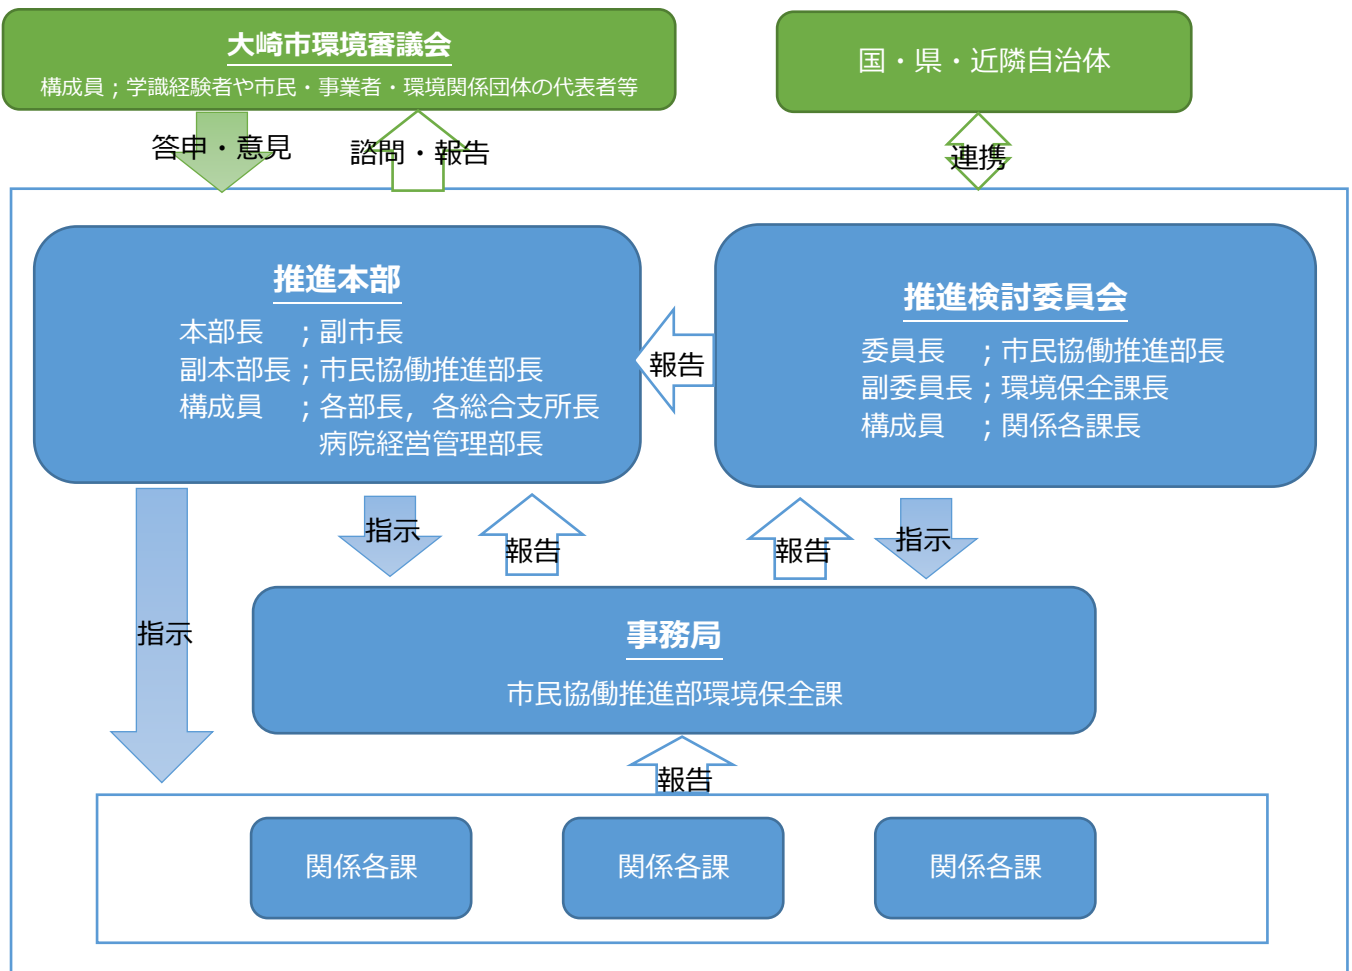 大崎市環境審議会
構成員；学識経験者や市民・事業者・環境関係団体の代表者等
国・県・近隣自治体
答申・意見
諮問・報告
連携
推進本部
本部長　；副市長
副本部長；市民協働推進部長
構成員　；各部長，各総合支所長
病院経営管理部長
報告
推進検討委員会
委員長　；市民協働推進部長
副委員長；環境保全課長
構成員　；関係各課長
指示
報告
報告
指示
指示
事務局
市民協働推進部環境保全課
報告
関係各課
関係各課
関係各課